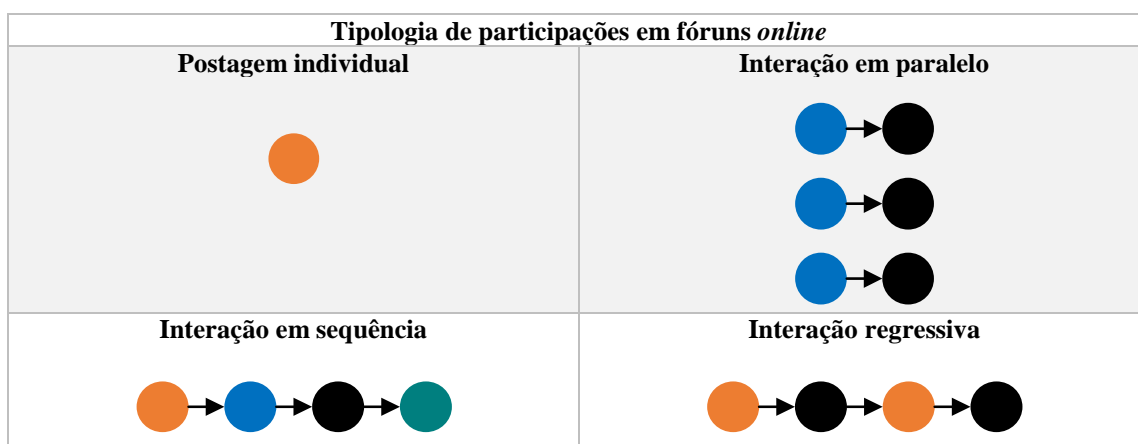 Tipologia de participações em fóruns online
Postagem individual
Interação em paralelo
Interação em sequência
Interação regressiva